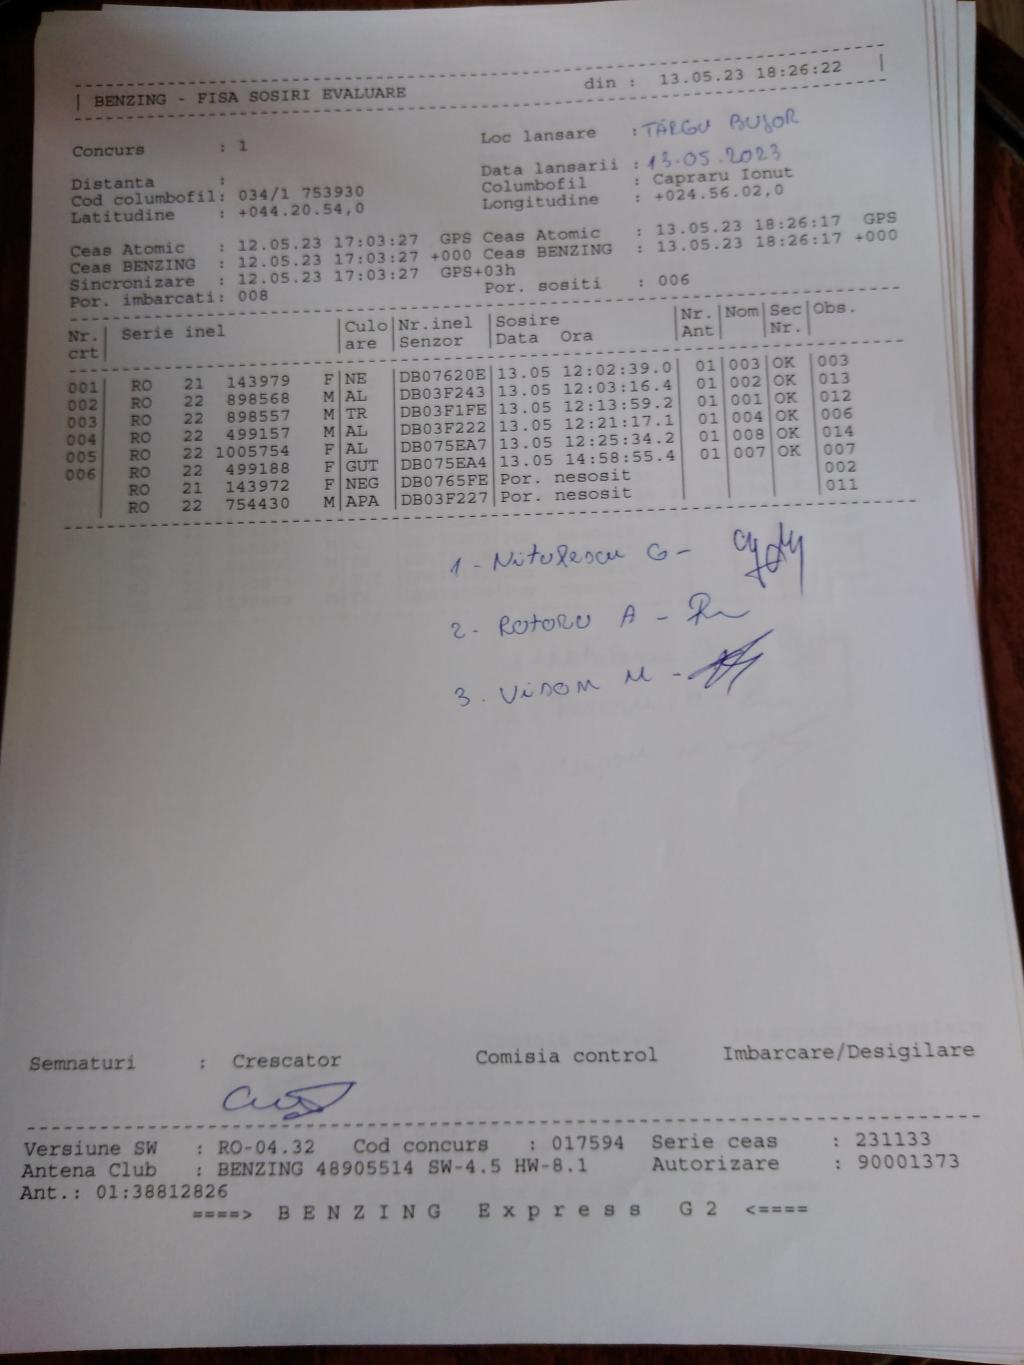 | BENZING - FISA SOSIRI EVALUARE din : 13.05.23 18:26:22 |
Concurs : 1 Loc lansare : TÂRGU BUJOR
Distanta : Data lansarii : 13.05.2023
Cod columbofil: 034/1 753930 Columbofil : Capraru Ionut
Latitudine : +044.20.54,0 Longitudine : +024.56.02,0
Ceas Atomic : 12.05.23 17:03:27 GPS Ceas Atomic : 13.05.23 18:26:17 GPS
Ceas BENZING : 12.05.23 17:03:27 +000 Ceas BENZING : 13.05.23 18:26:17 +000
Sincronizare : 12.05.23 17:03:27 GPS+03h
Por. imbarcati: 008 Por. sositi : 006
Nr. | Serie inel |Culo|Nr.inel |Sosire |Nr.|Nom|Sec|Obs.
crt| |are |Senzor |Data Ora |Ant| |Nr.|
001| RO 21 143979 F|NE |DB07620E|13.05 12:02:39.0| 01|003|OK |003
002| RO 22 898568 M|AL |DB03F243|13.05 12:03:16.4| 01|002|OK |013
003| RO 22 898557 M|TR |DB03F1FE|13.05 12:13:59.2| 01|001|OK |012
004| RO 22 499157 M|AL |DB03F222|13.05 12:21:17.1| 01|004|OK |006
005| RO 22 1005754 F|AL |DB075EA7|13.05 12:25:34.2| 01|008|OK |014
006| RO 22 499188 F|GUT |DB075EA4|13.05 14:58:55.4| 01|007|OK |007
| RO 21 143972 F|NEG |DB0765FE|Por. nesosit | | | |002
| RO 22 754430 M|APA |DB03F227|Por. nesosit | | | |011
1 - Nitulescu G -
2 - ROTORU A -
3. VISAN M -
Semnaturi : Crescator Comisia control Imbarcare/Desigilare
Versiune SW : RO-04.32 Cod concurs : 017594 Serie ceas : 231133
Antena Club : BENZING 48905514 SW-4.5 HW-8.1 Autorizare : 90001373
Ant.: 01:38812826
====> B E N Z I N G E x p r e s s G 2 <====